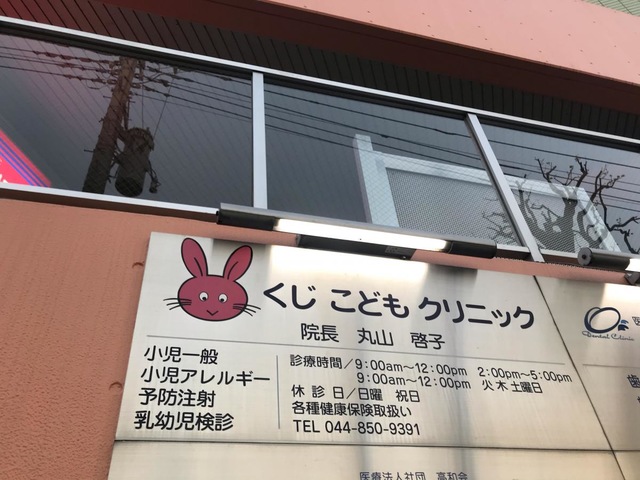 くじ こども クリニック
院長 丸山 啓子
小児一般
小児アレルギー
予防注射
乳幼児検診
診療時間/9:00am〜12:00pm 2:00pm〜5:00pm
9:00am〜12:00pm 火木土曜日
休診日/日曜 祝日
各種健康保険取扱い
TEL 044-850-9391
Dental Clinic
歯
医療法人社団 高和会